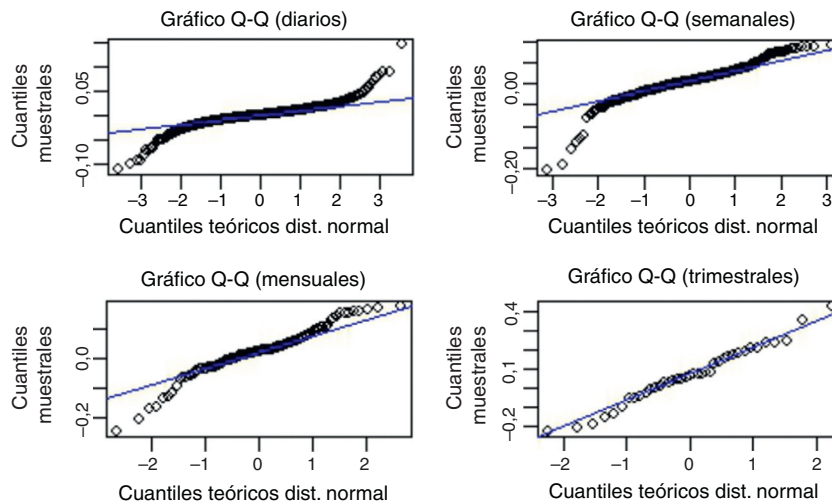 Gráfico Q-Q (diarios)
Cuantiles
muestrales
0,05
−0,10
−3 −2 −1 0 1 2 3
Cuantiles teóricos dist. normal
Gráfico Q-Q (semanales)
Cuantiles
muestrales
0,00
−0,20
−3 −2 −1 0 1 2 3
Cuantiles teóricos dist. normal
Gráfico Q-Q (mensuales)
Cuantiles
muestrales
0,0
−0,2
−2 −1 0 1 2
Cuantiles teóricos dist. normal
Gráfico Q-Q (trimestrales)
Cuantiles
muestrales
0,4
0,1
−0,2
−2 −1 0 1 2
Cuantiles teóricos dist. normal